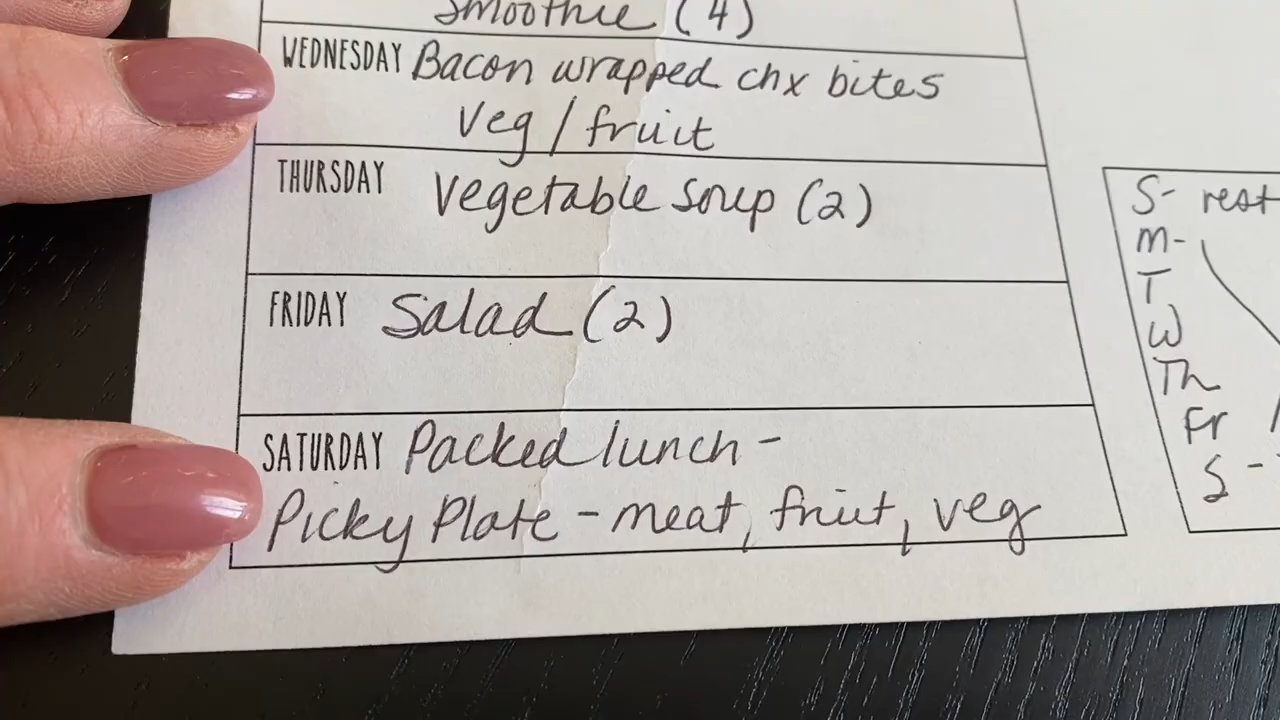 Smoothie (4)
WEDNESDAY Bacon wrapped chx bites
Veg / fruit
THURSDAY Vegetable Soup (2)
FRIDAY Salad (2)
SATURDAY Packed lunch -
Picky Plate - meat, fruit, veg
S- rest
M-
T
W
Th
Fr
S -